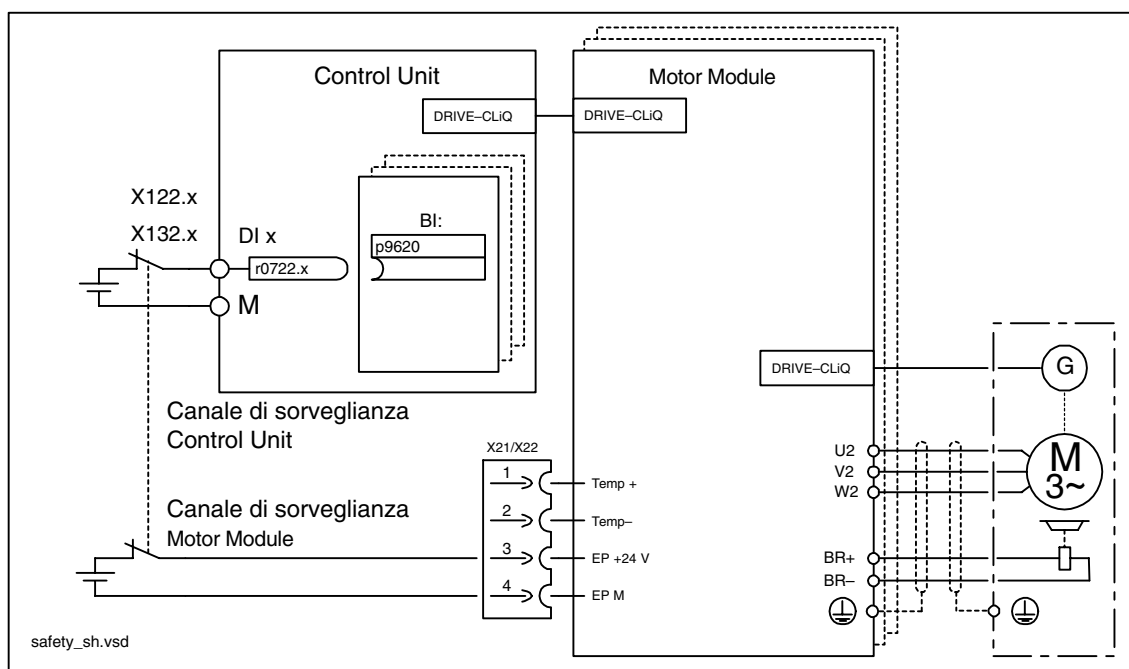 Control Unit
Motor Module
DRIVE–CLiQ
DRIVE–CLiQ
X122.x
X132.x
DI x
BI:
p9620
r0722.x
M
DRIVE–CLiQ
G
Canale di sorveglianza
Control Unit
X21/X22
1
Temp +
2
Temp–
3
EP +24 V
4
EP M
Canale di sorveglianza
Motor Module
U2
V2
W2
M
3~
BR+
BR–
safety_sh.vsd